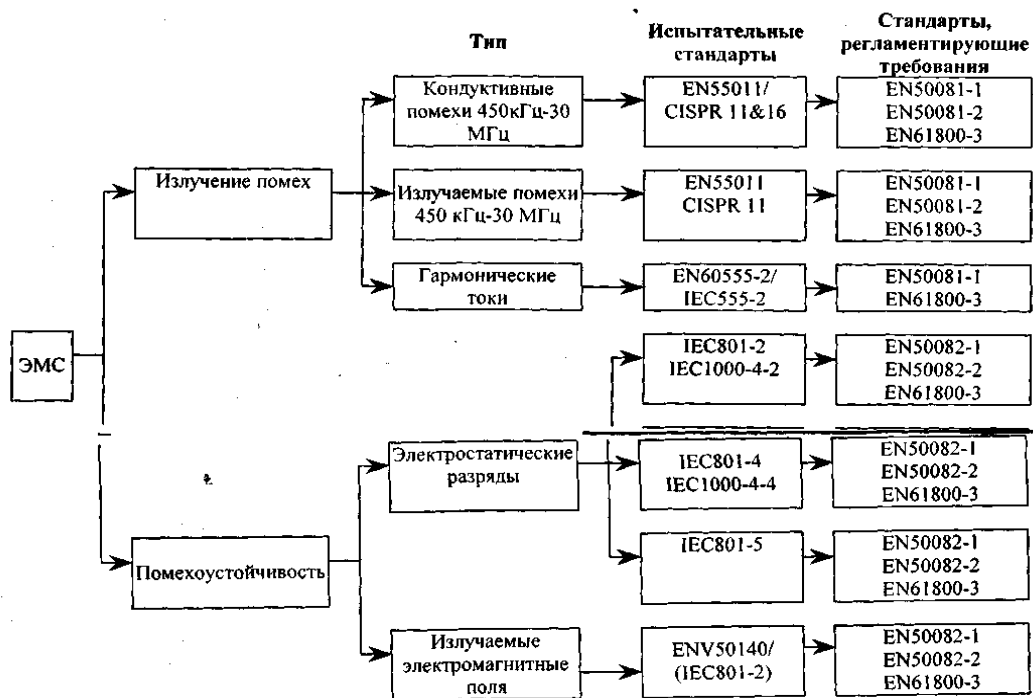 Тип
Испытательные
стандарты
Стандарты,
регламентирующие
требования
Кондуктивные
помехи 450кГц-30
МГц
EN55011/
CISPR 11&16
EN50081-1
EN50081-2
EN61800-3
Излучение помех
Излучаемые помехи
450 кГц-30 МГц
EN55011
CISPR 11
EN50081-1
EN50081-2
EN61800-3
Гармонические
токи
EN60555-2/
IEC555-2
EN50081-1
EN61800-3
ЭМС
IEC801-2
IEC1000-4-2
EN50082-1
EN50082-2
EN61800-3
Электростатические
разряды
IEC801-4
IEC1000-4-4
EN50082-1
EN50082-2
EN61800-3
Помехоустойчивость
IEC801-5
EN50082-1
EN50082-2
EN61800-3
Излучаемые
электромагнитные
поля
ENV50140/
(IEC801-2)
EN50082-1
EN50082-2
EN61800-3